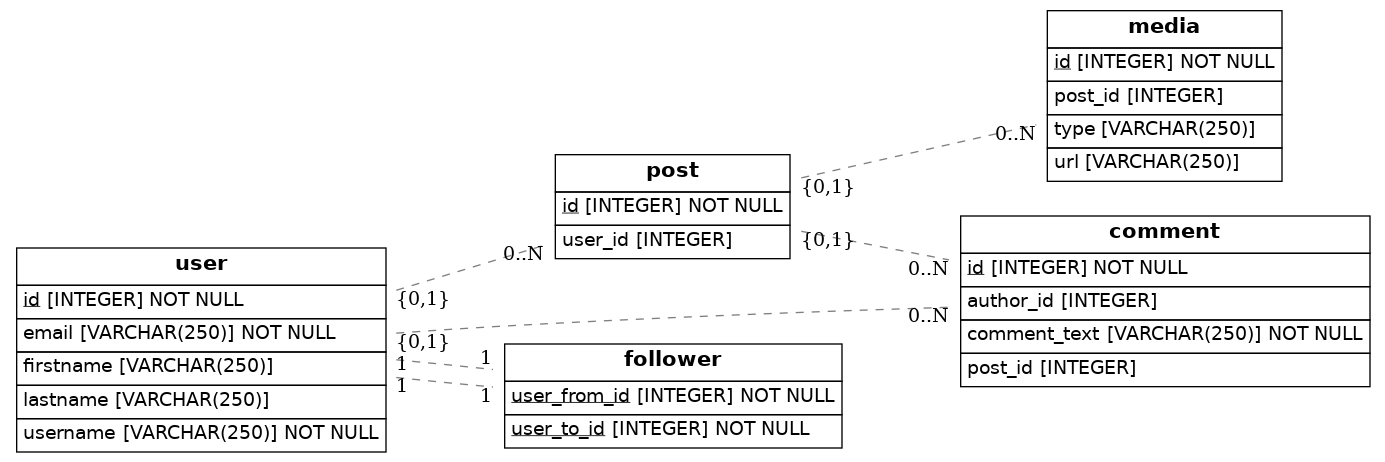 media
id [INTEGER] NOT NULL
post_id [INTEGER]
type [VARCHAR(250)]
url [VARCHAR(250)]
0..N
{0,1}
post
id [INTEGER] NOT NULL
user_id [INTEGER]
{0,1}
0..N
comment
id [INTEGER] NOT NULL
author_id [INTEGER]
comment_text [VARCHAR(250)] NOT NULL
post_id [INTEGER]
0..N
{0,1}
0..N
{0,1}
user
id [INTEGER] NOT NULL
email [VARCHAR(250)] NOT NULL
firstname [VARCHAR(250)]
lastname [VARCHAR(250)]
username [VARCHAR(250)] NOT NULL
1
1
1
1
follower
user_from_id [INTEGER] NOT NULL
user_to_id [INTEGER] NOT NULL